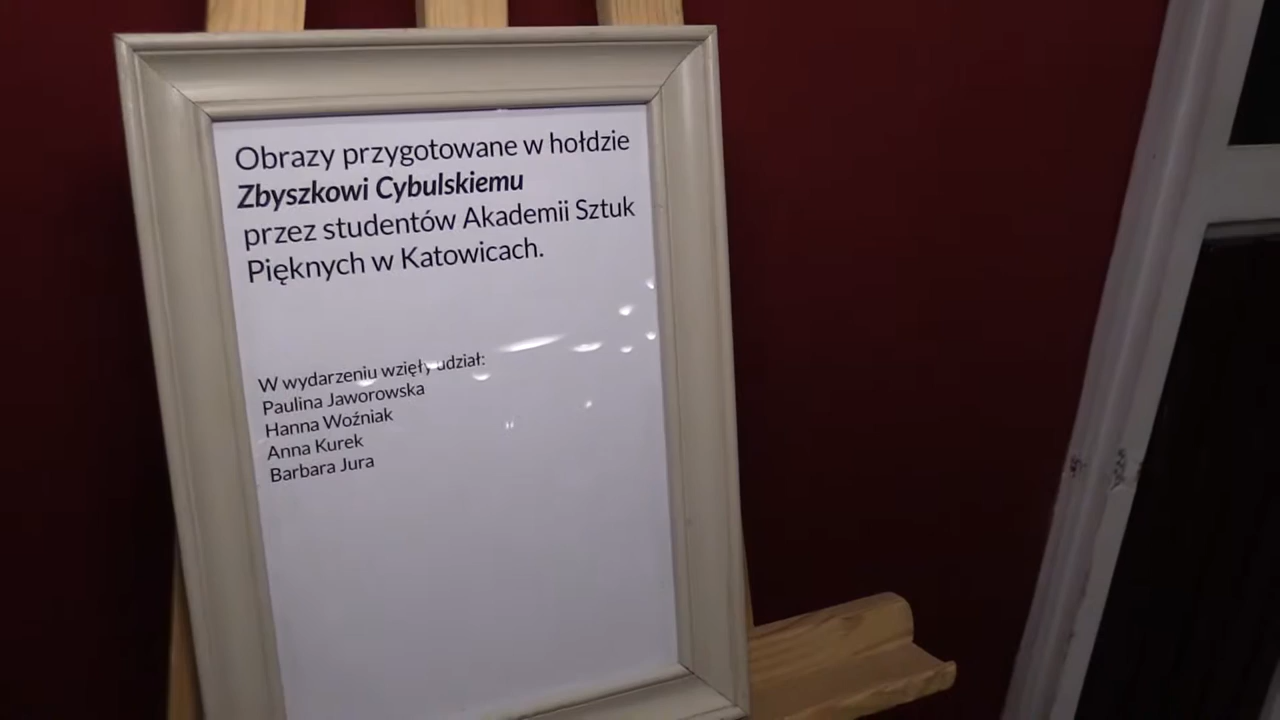 Obrazy przygotowane w hołdzie
Zbyszkowi Cybulskiemu
przez studentów Akademii Sztuk
Pięknych w Katowicach.
W wydarzeniu wzięły udział:
Paulina Jaworowska
Hanna Woźniak
Anna Kurek
Barbara Jura